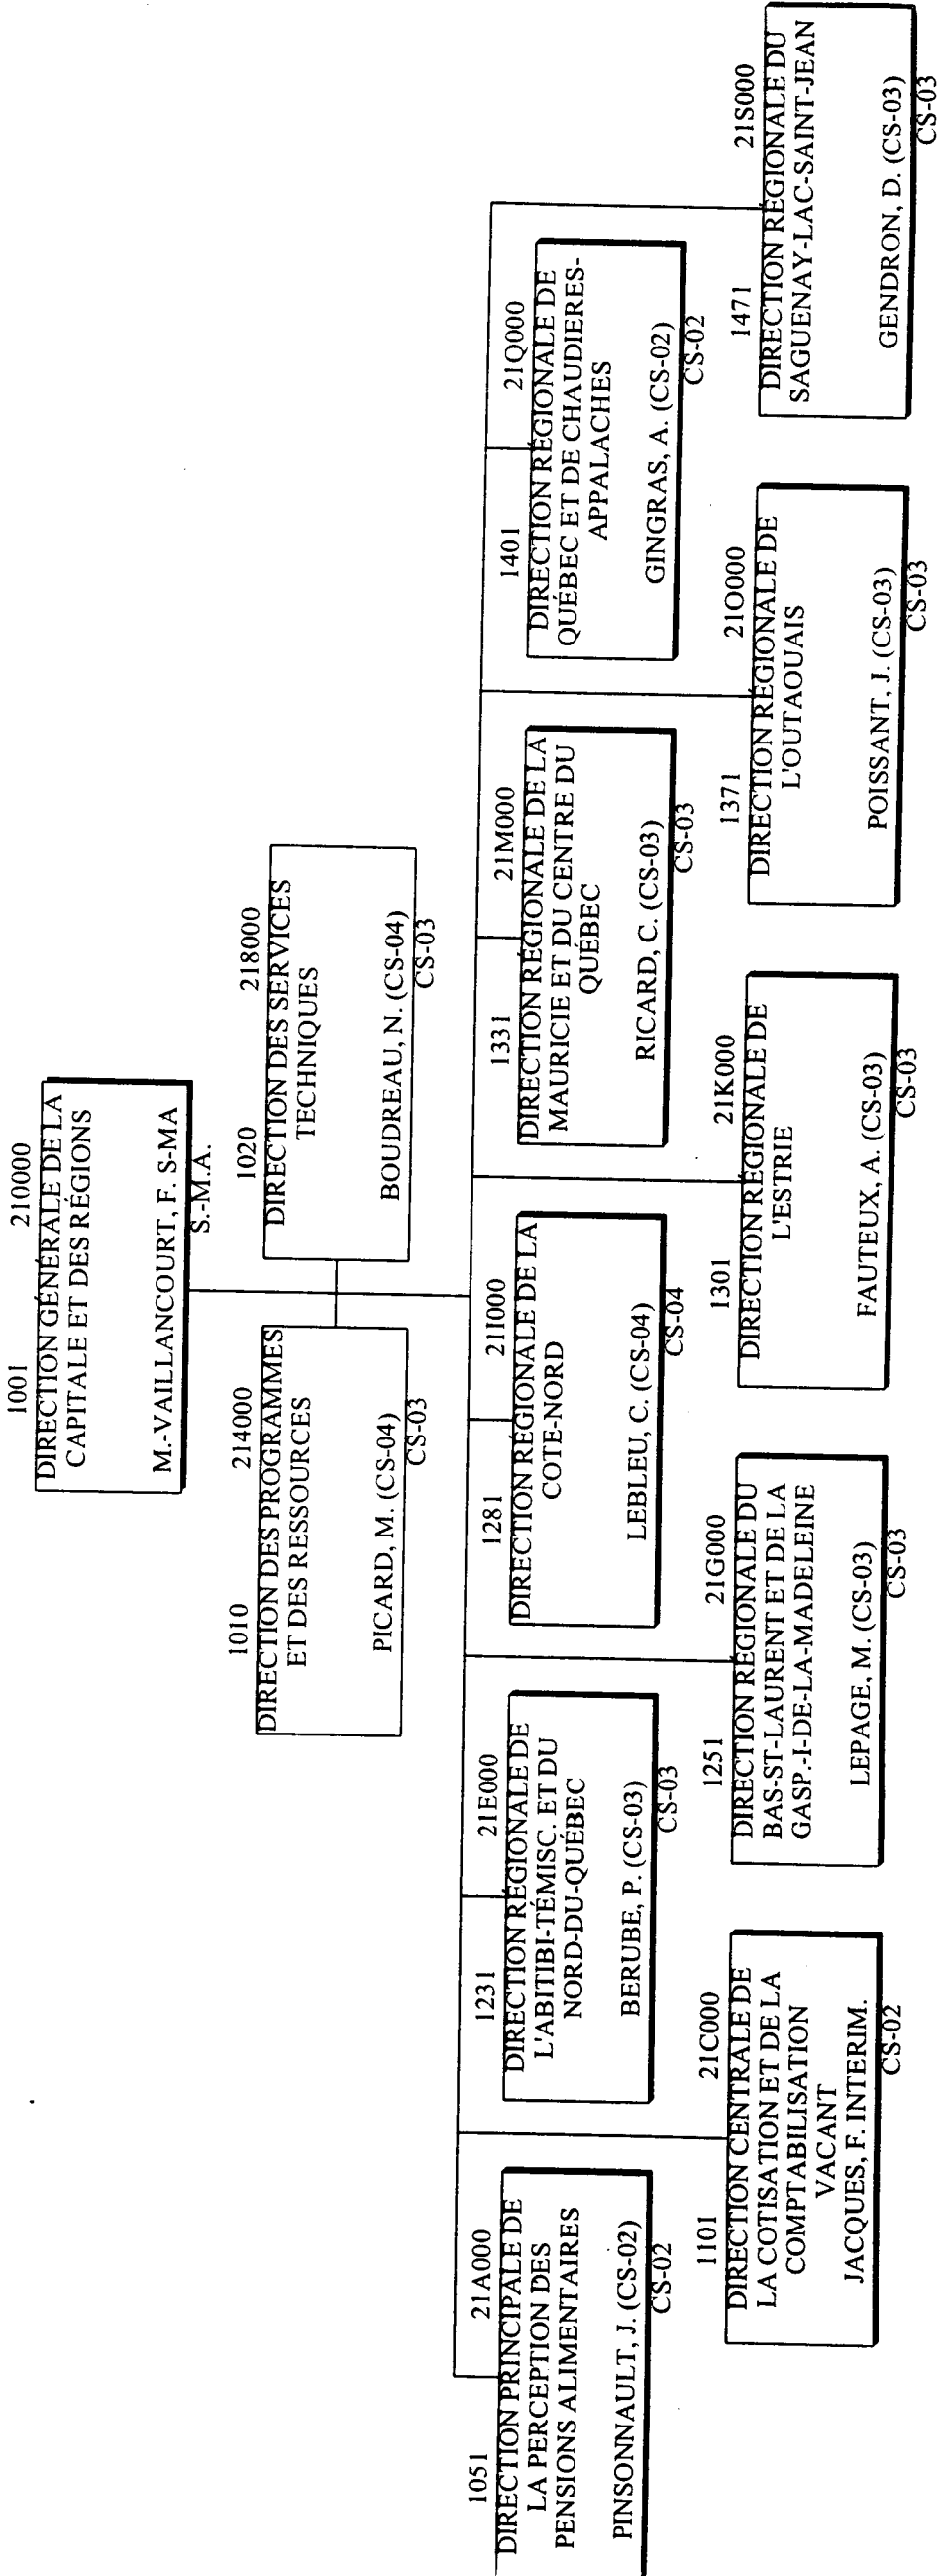 1001 210000
DIRECTION GÉNÉRALE DE LA
CAPITALE ET DES RÉGIONS
M.-VAILLANCOURT, F. S-MA
S.-M.A.
1010 214000
DIRECTION DES PROGRAMMES
ET DES RESSOURCES
PICARD, M. (CS-04)
CS-03
1020 218000
DIRECTION DES SERVICES
TECHNIQUES
BOUDREAU, N. (CS-04)
CS-03
1051 21A000
DIRECTION PRINCIPALE DE
LA PERCEPTION DES
PENSIONS ALIMENTAIRES
PINSONNAULT, J. (CS-02)
CS-02
1231 21E000
DIRECTION RÉGIONALE DE
L'ABITIBI-TÉMISC. ET DU
NORD-DU-QUÉBEC
BERUBE, P. (CS-03)
CS-03
1281 21I000
DIRECTION RÉGIONALE DE LA
COTE-NORD
LEBLEU, C. (CS-04)
CS-04
1331 21M000
DIRECTION RÉGIONALE DE LA
MAURICIE ET DU CENTRE DU
QUÉBEC
RICARD, C. (CS-03)
CS-03
1401 21Q000
DIRECTION RÉGIONALE DE
QUÉBEC ET DE CHAUDIERES-
APPALACHES
GINGRAS, A. (CS-02)
CS-02
1101 21C000
DIRECTION CENTRALE DE
LA COTISATION ET DE LA
COMPTABILISATION
VACANT
JACQUES, F. INTERIM.
CS-02
1251 21G000
DIRECTION RÉGIONALE DU
BAS-ST-LAURENT ET DE LA
GASP.-I-DE-LA-MADELEINE
LEPAGE, M. (CS-03)
CS-03
1301 21K000
DIRECTION RÉGIONALE DE
L'ESTRIE
FAUTEUX, A. (CS-03)
CS-03
1371 21O000
DIRECTION RÉGIONALE DE
L'OUTAOUAIS
POISSANT, J. (CS-03)
CS-03
1471 21S000
DIRECTION RÉGIONALE DU
SAGUENAY-LAC-SAINT-JEAN
GENDRON, D. (CS-03)
CS-03